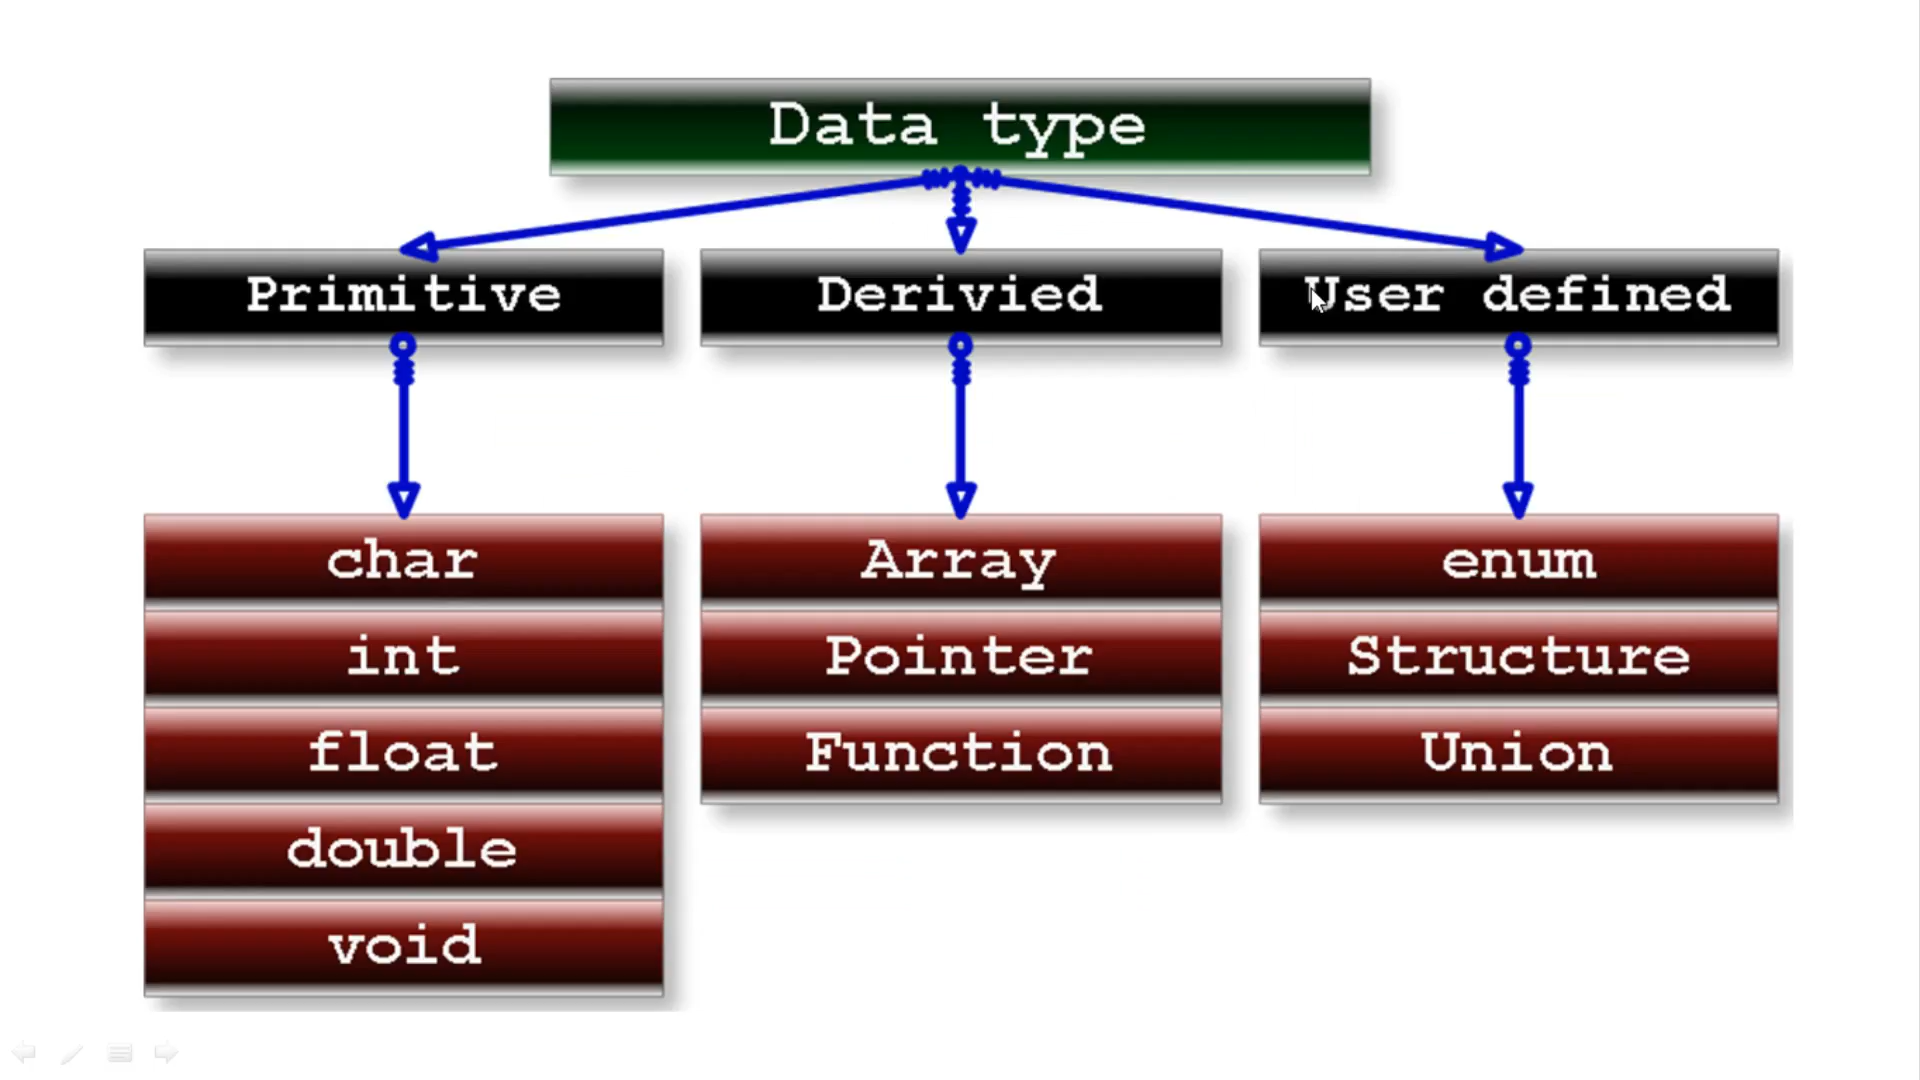 Data type
Primitive
Derivied
User defined
char
int
float
double
void
Array
Pointer
Function
enum
Structure
Union